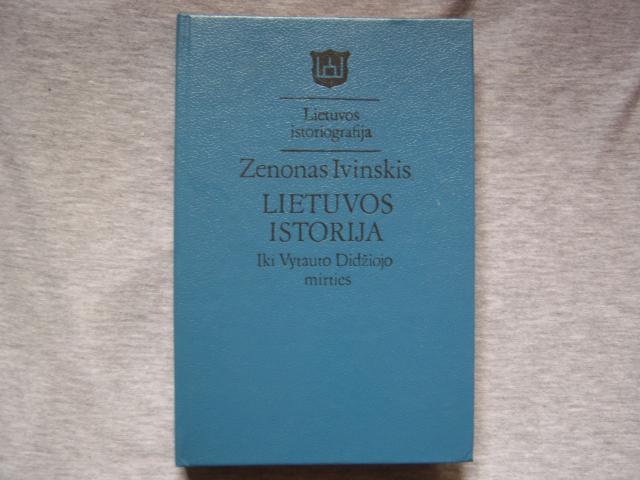 Lietuvos
istoriografija
Zenonas Ivinskis
LIETUVOS
ISTORIJA
Iki Vytauto Didžiojo
mirties